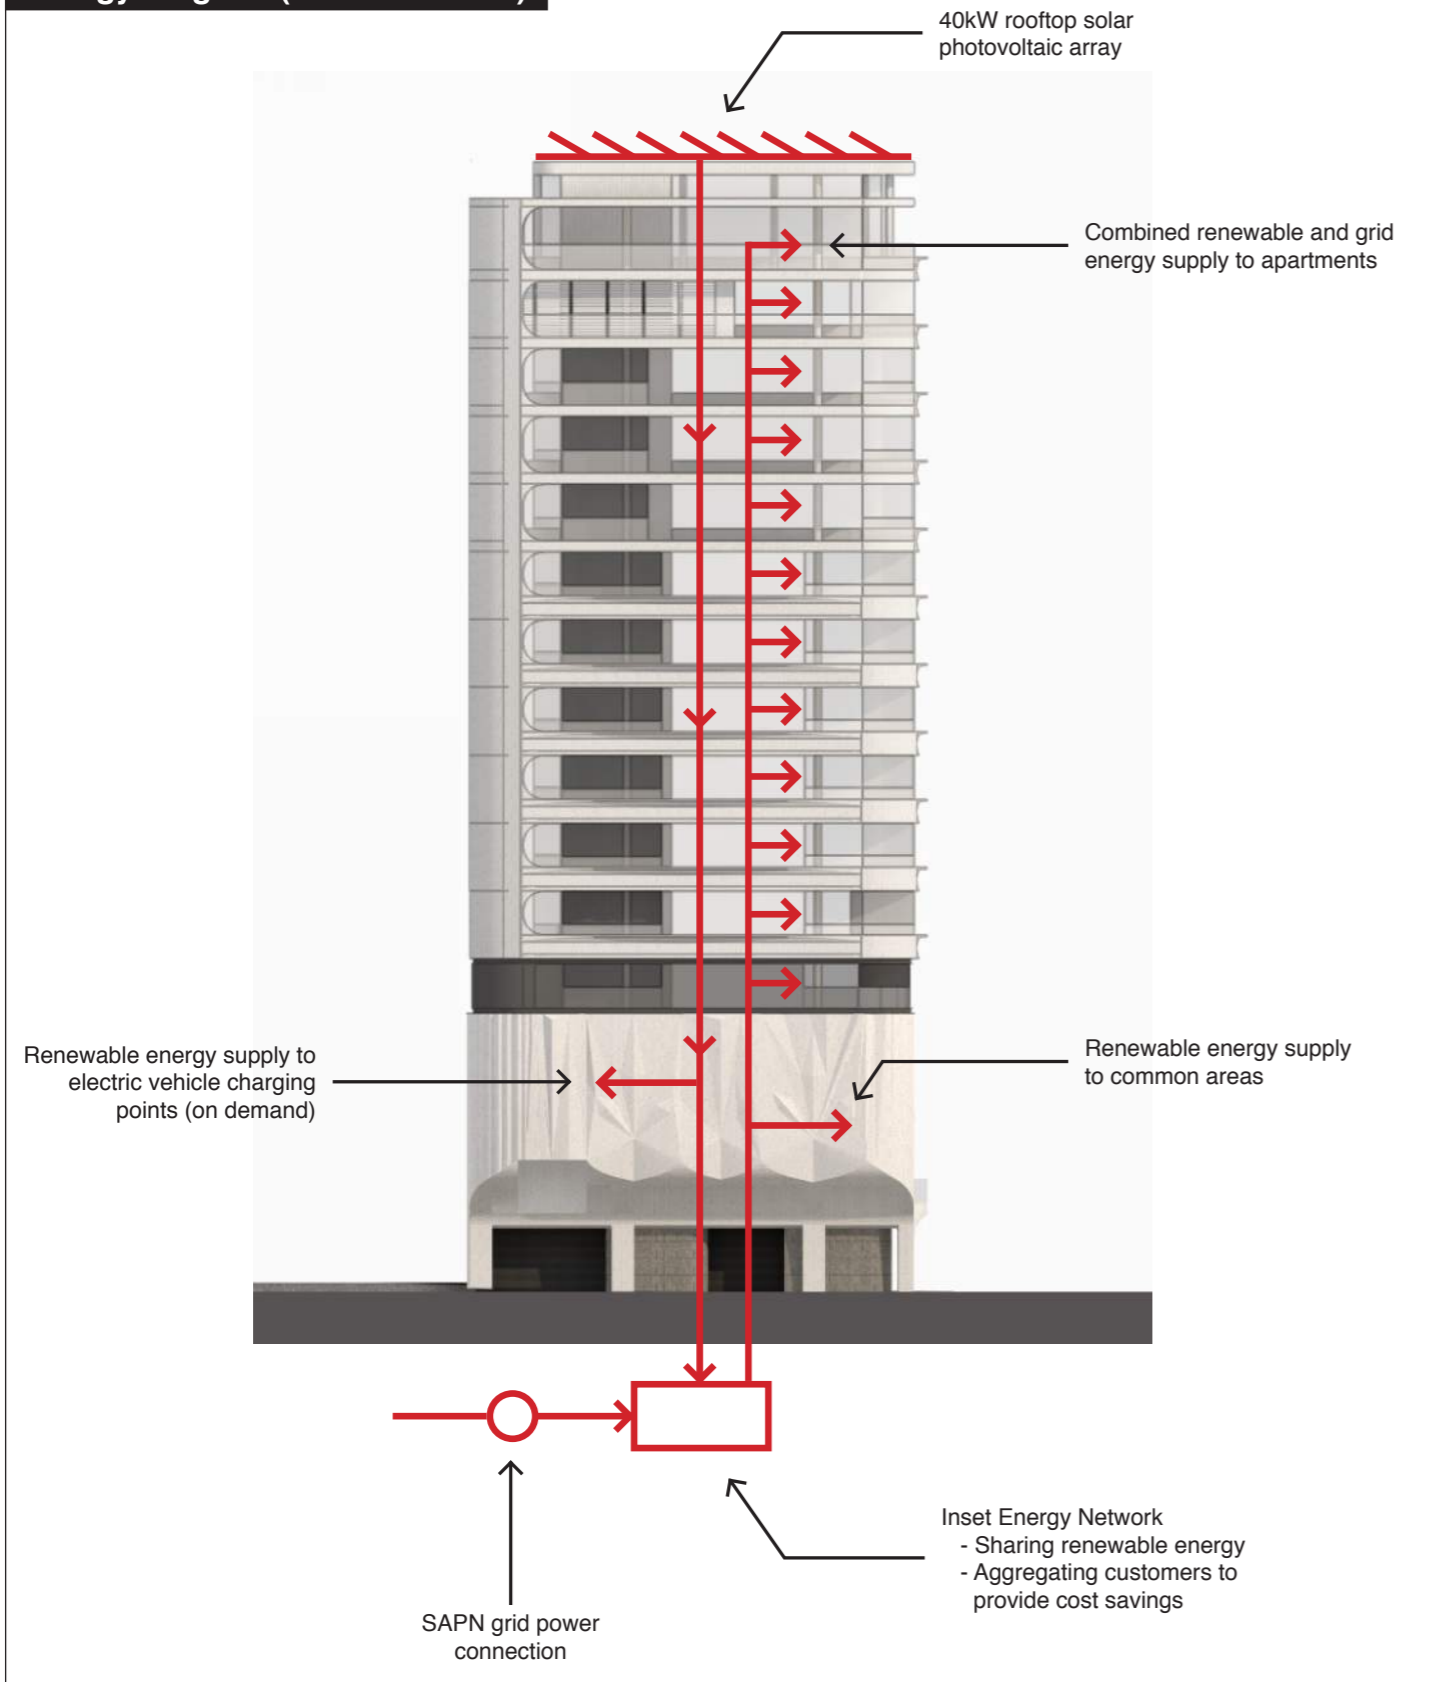 40kW rooftop solar
photovoltaic array
Combined renewable and grid
energy supply to apartments
Renewable energy supply to
electric vehicle charging
points (on demand)
Renewable energy supply
to common areas
Inset Energy Network
- Sharing renewable energy
- Aggregating customers to
provide cost savings
SAPN grid power
connection